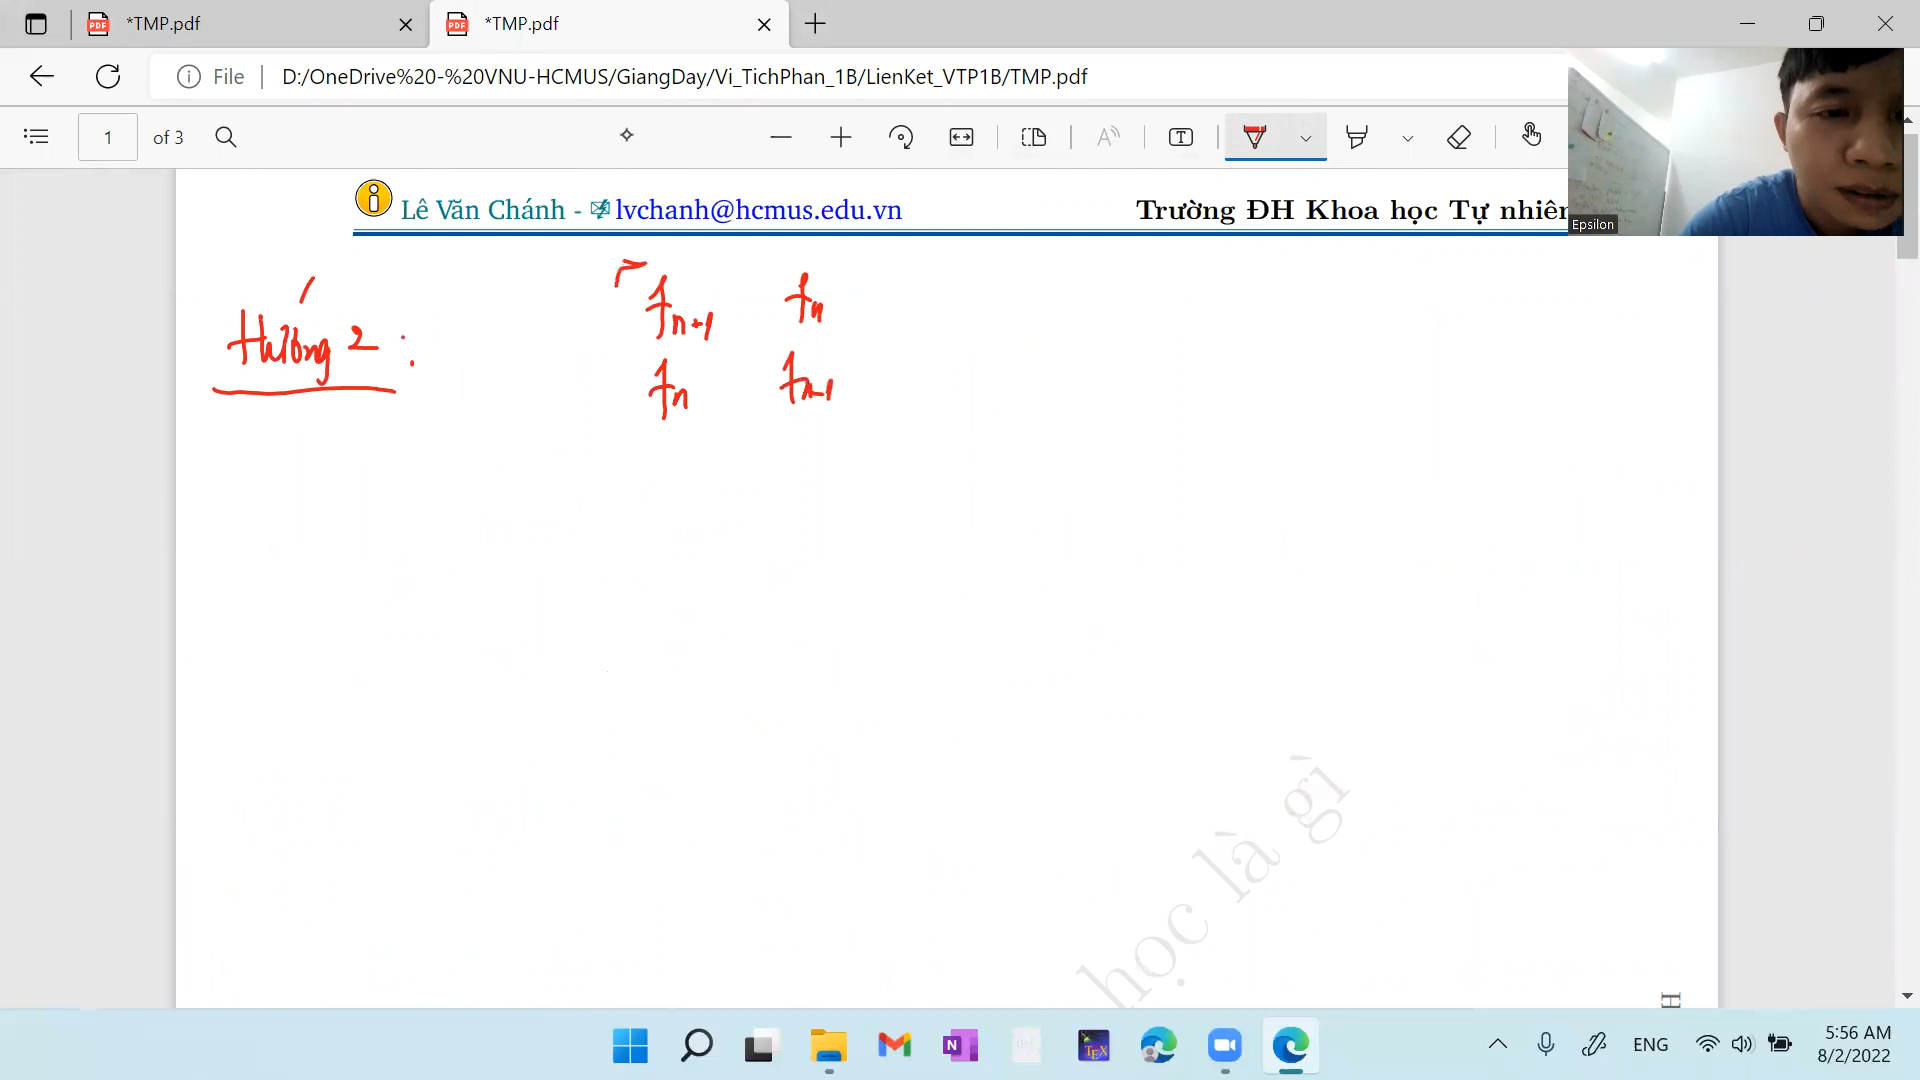 *TMP.pdf *TMP.pdf
File D:/OneDrive%20-%20VNU-HCMUS/GiangDay/Vi_TichPhan_1B/LienKet_VTP1B/TMP.pdf
1 of 3
Lê Văn Chánh - lvchanh@hcmus.edu.vn Trường ĐH Khoa học Tự nhiên
Epsilon
Hướng 2 :
f_{n+1} f_n
f_n f_{n-1}
học là gì
H
ENG 5:56 AM
8/2/2022